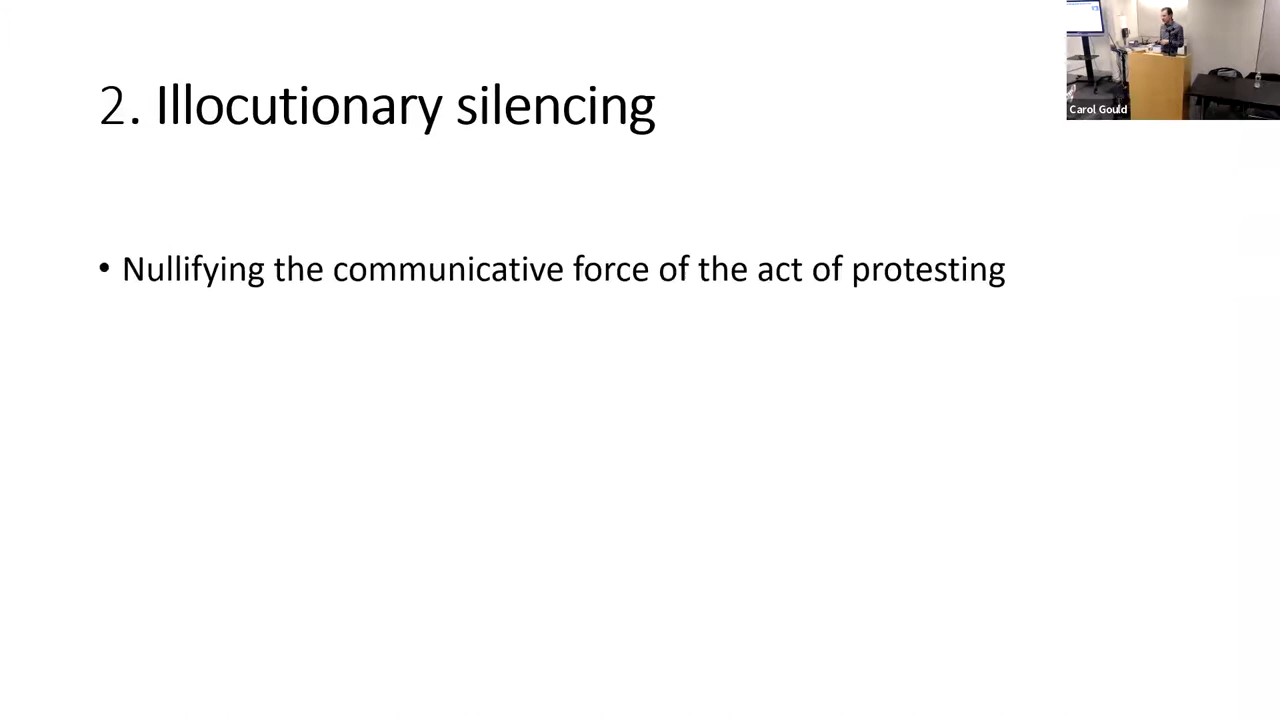 2. Illocutionary silencing
• Nullifying the communicative force of the act of protesting
Carol Gould